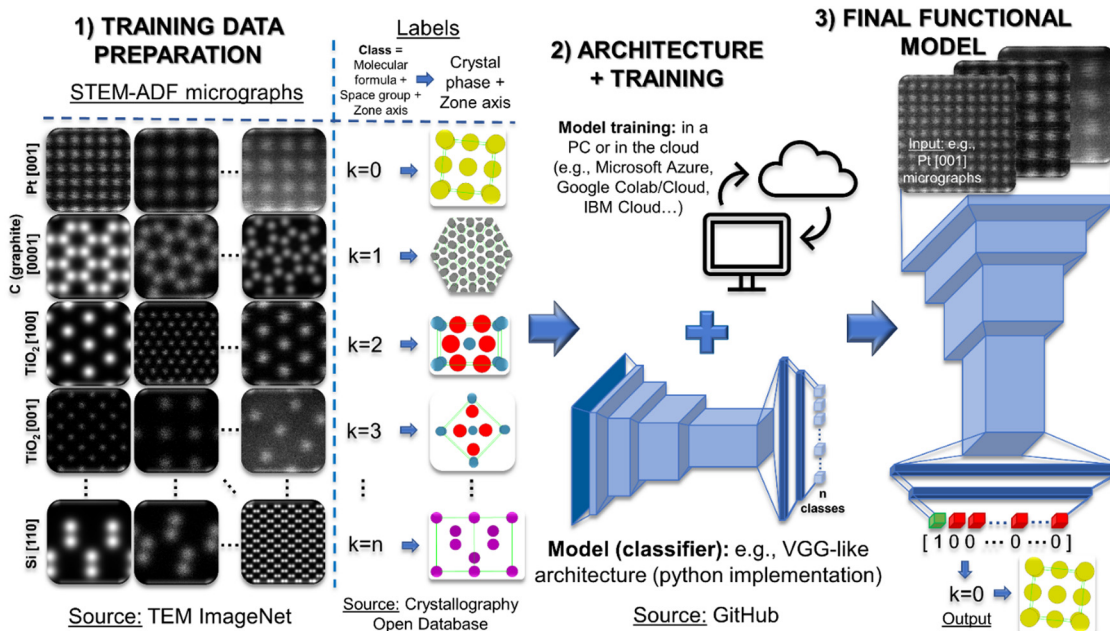 1) TRAINING DATA
PREPARATION
STEM-ADF micrographs
Labels
Class =
Molecular
formula +
Space group +
Zone axis
Crystal
phase +
Zone axis
Pt [001]
C (graphite)
[0001]
TiO2 [100]
TiO2 [001]
Si [110]
k=0
k=1
k=2
k=3
k=n
Source: TEM ImageNet
Source: Crystallography
Open Database
2) ARCHITECTURE
+ TRAINING
Model training: in a
PC or in the cloud
(e.g., Microsoft Azure,
Google Colab/Cloud,
IBM Cloud...)
n
classes
Model (classifier): e.g., VGG-like
architecture (python implementation)
Source: GitHub
3) FINAL FUNCTIONAL
MODEL
Input: e.g.,
Pt [001]
micrographs
[ 1 0 0 ... 0 ... 0 ]
k=0
Output